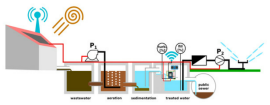 P1
P2
public
sewer
wastewater
aeration
sedimentation
treated water